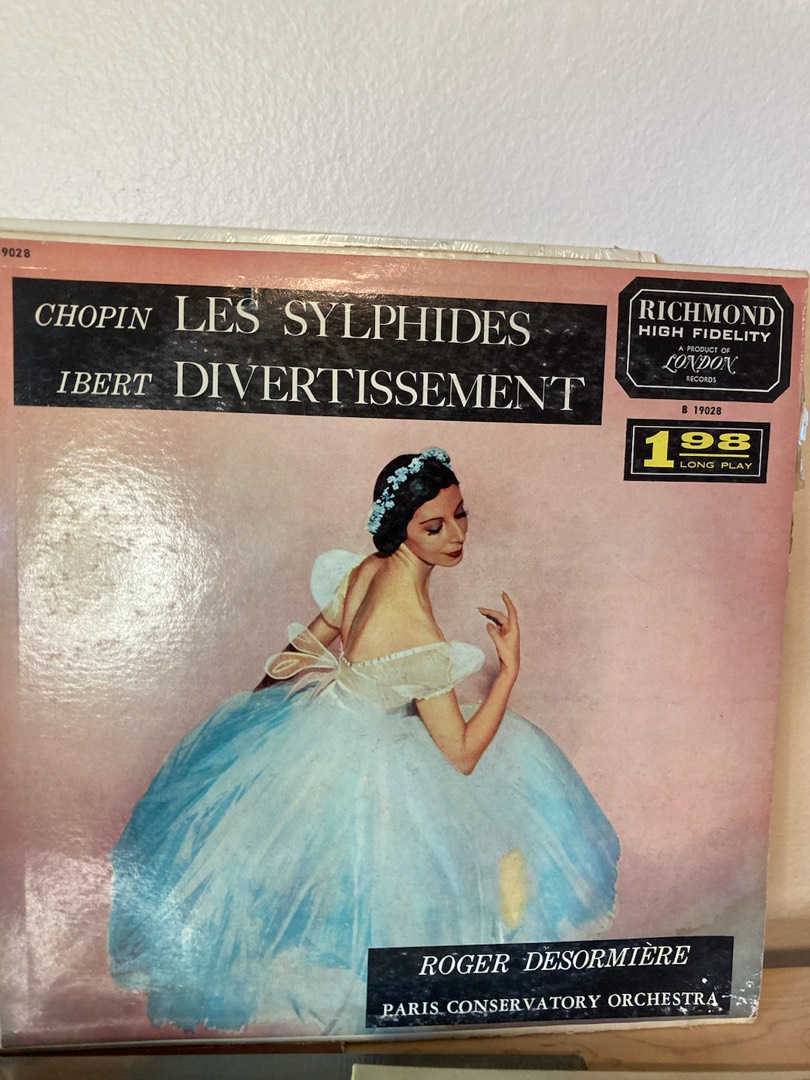 9028
CHOPIN LES SYLPHIDES
IBERT DIVERTISSEMENT
RICHMOND
HIGH FIDELITY
A PRODUCT OF
LONDON
RECORDS
B 19028
1 98
LONG PLAY
ROGER DESORMIÈRE
PARIS CONSERVATORY ORCHESTRA